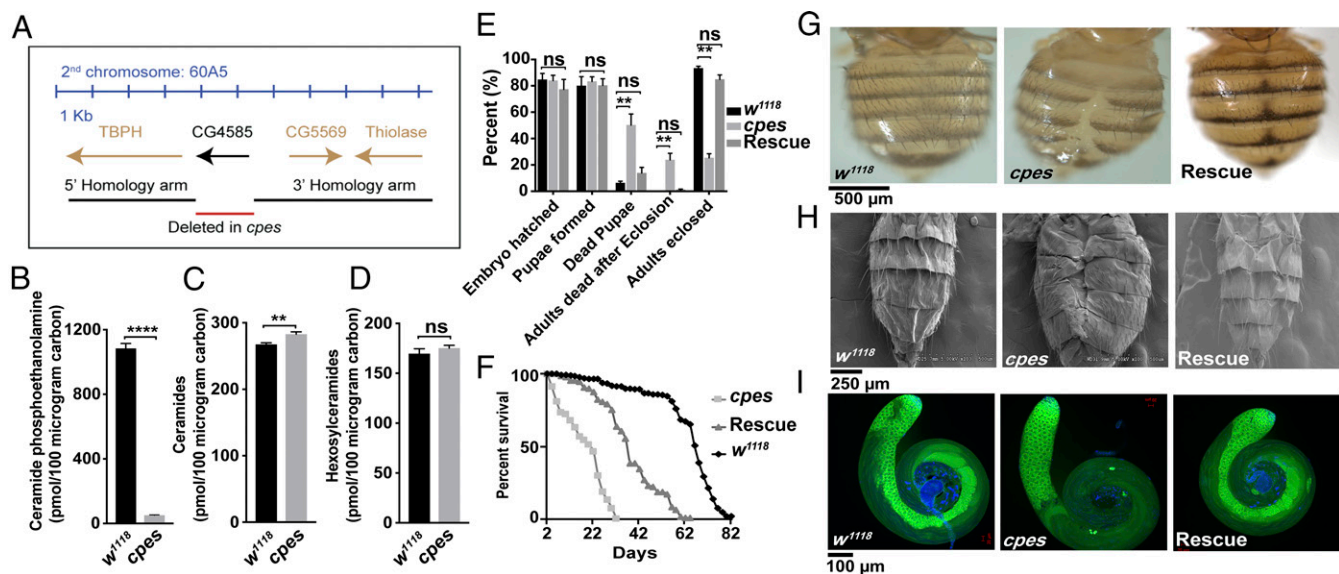 A
2nd chromosome: 60A5
1 Kb
TBPH CG4585 CG5569 Thiolase
5' Homology arm 3' Homology arm
Deleted in cpes
B
Ceramide phosphoethanolamine
(pmol/100 microgram carbon)
1600
1200
800
400
0
****
w1118
cpes
C
Ceramides
(pmol/100 microgram carbon)
300
200
100
0
**
w1118
cpes
D
Hexosylceramides
(pmol/100 microgram carbon)
200
150
100
50
0
ns
w1118
cpes
E
Percent (%)
100
80
60
40
20
0
ns
ns
ns
**
ns
**
ns
**
w1118
cpes
Rescue
Embryo hatched
Pupae formed
Dead Pupae
Adults dead after Eclosion
Adults eclosed
F
Percent survival
100
50
0
2 22 42 62 82
Days
cpes
Rescue
w1118
G
w1118
cpes
Rescue
500 µm
H
w1118
cpes
Rescue
250 µm
I
w1118
cpes
Rescue
100 µm